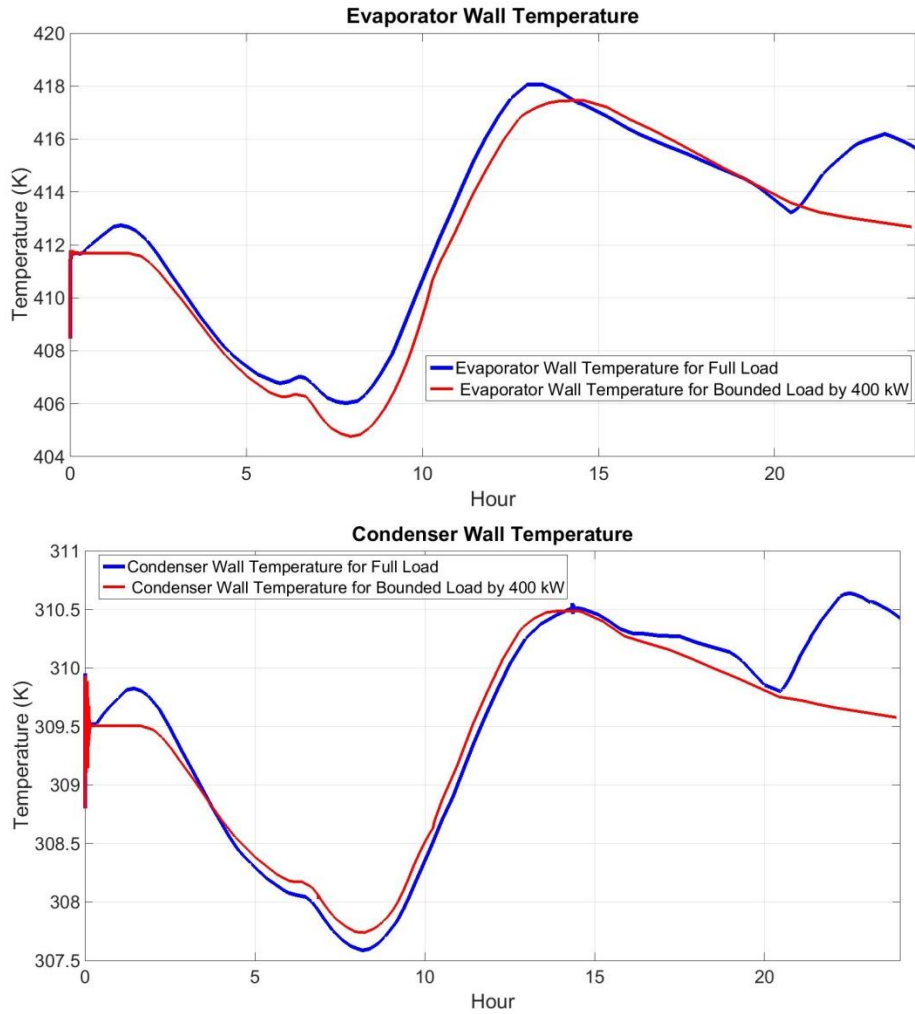 Evaporator Wall Temperature
420
418
416
414
412
410
408
406
404
Temperature (K)
Evaporator Wall Temperature for Full Load
Evaporator Wall Temperature for Bounded Load by 400 kW
0 5 10 15 20
Hour
Condenser Wall Temperature
311
310.5
310
309.5
309
308.5
308
307.5
Temperature (K)
Condenser Wall Temperature for Full Load
Condenser Wall Temperature for Bounded Load by 400 kW
0 5 10 15 20
Hour